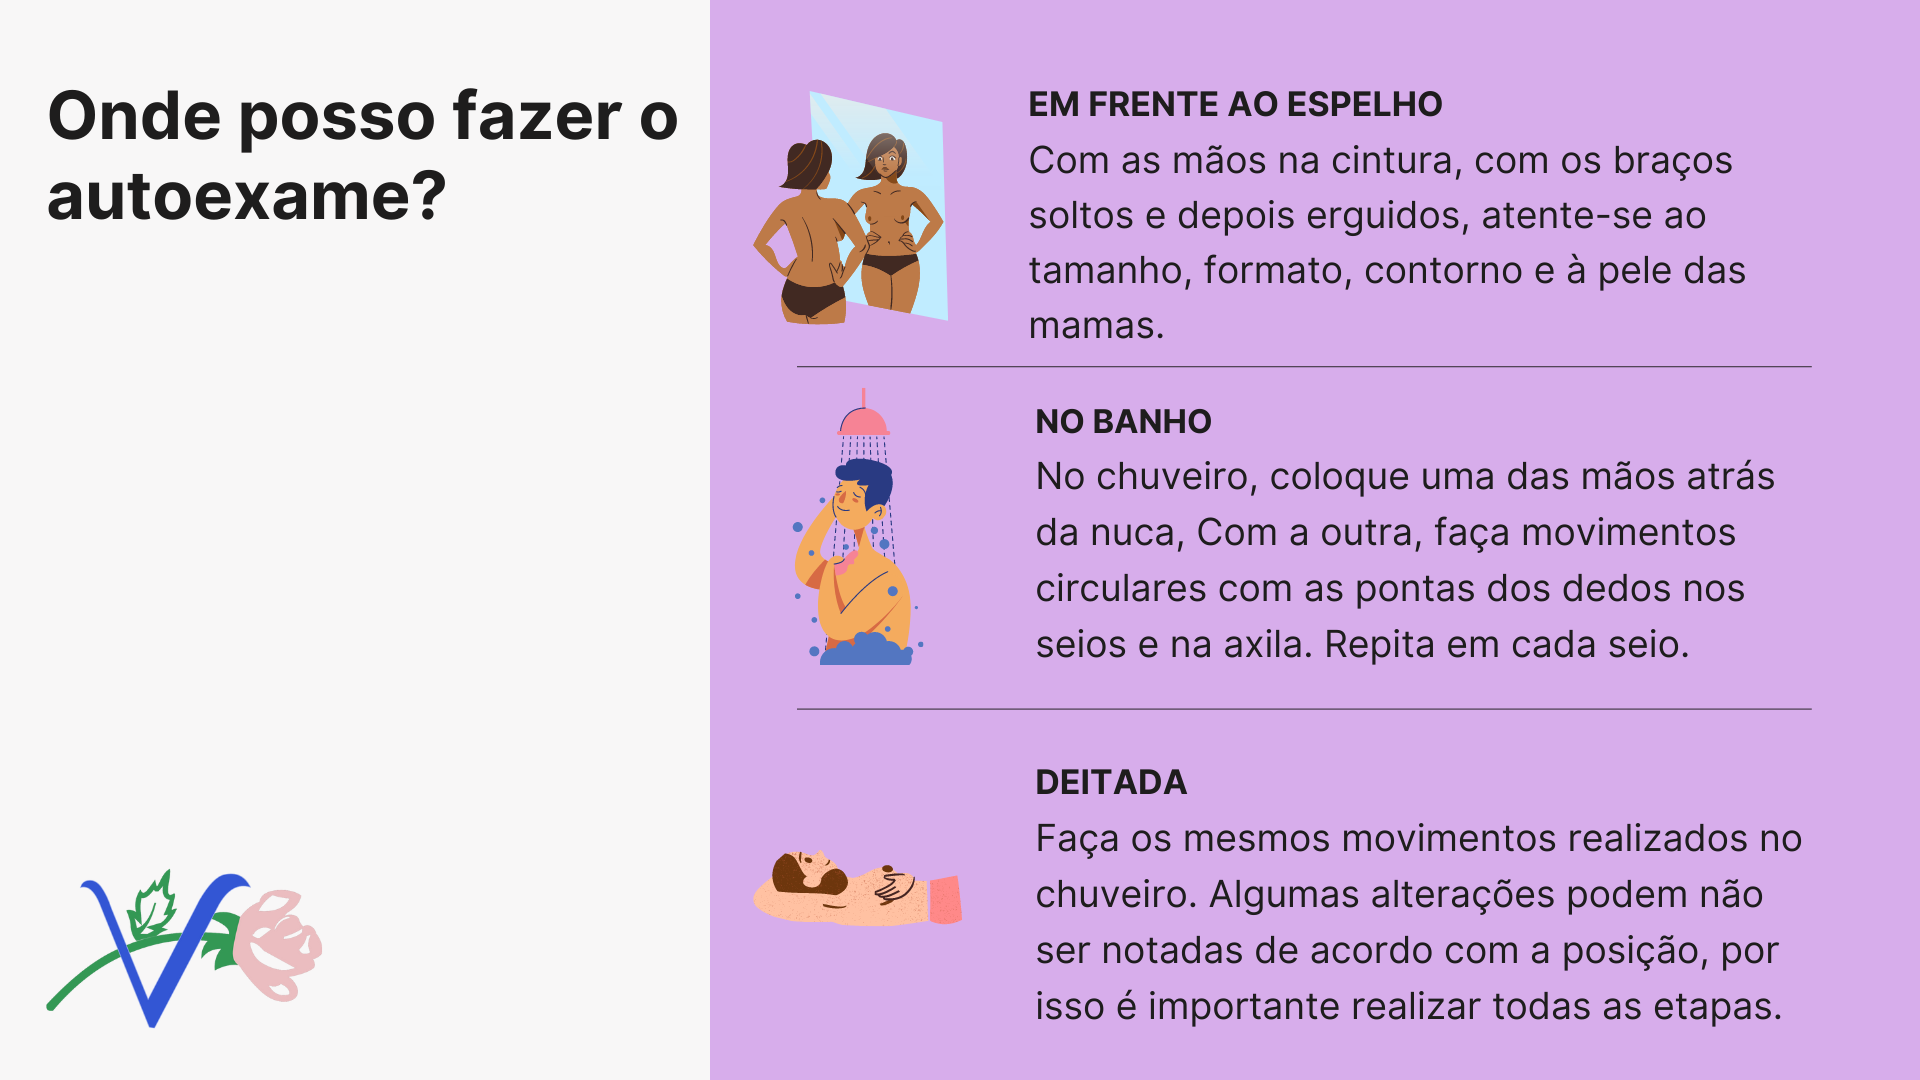 Onde posso fazer o
autoexame?
EM FRENTE AO ESPELHO
Com as mãos na cintura, com os braços
soltos e depois erguidos, atente-se ao
tamanho, formato, contorno e à pele das
mamas.
NO BANHO
No chuveiro, coloque uma das mãos atrás
da nuca, Com a outra, faça movimentos
circulares com as pontas dos dedos nos
seios e na axila. Repita em cada seio.
DEITADA
Faça os mesmos movimentos realizados no
chuveiro. Algumas alterações podem não
ser notadas de acordo com a posição, por
isso é importante realizar todas as etapas.
V